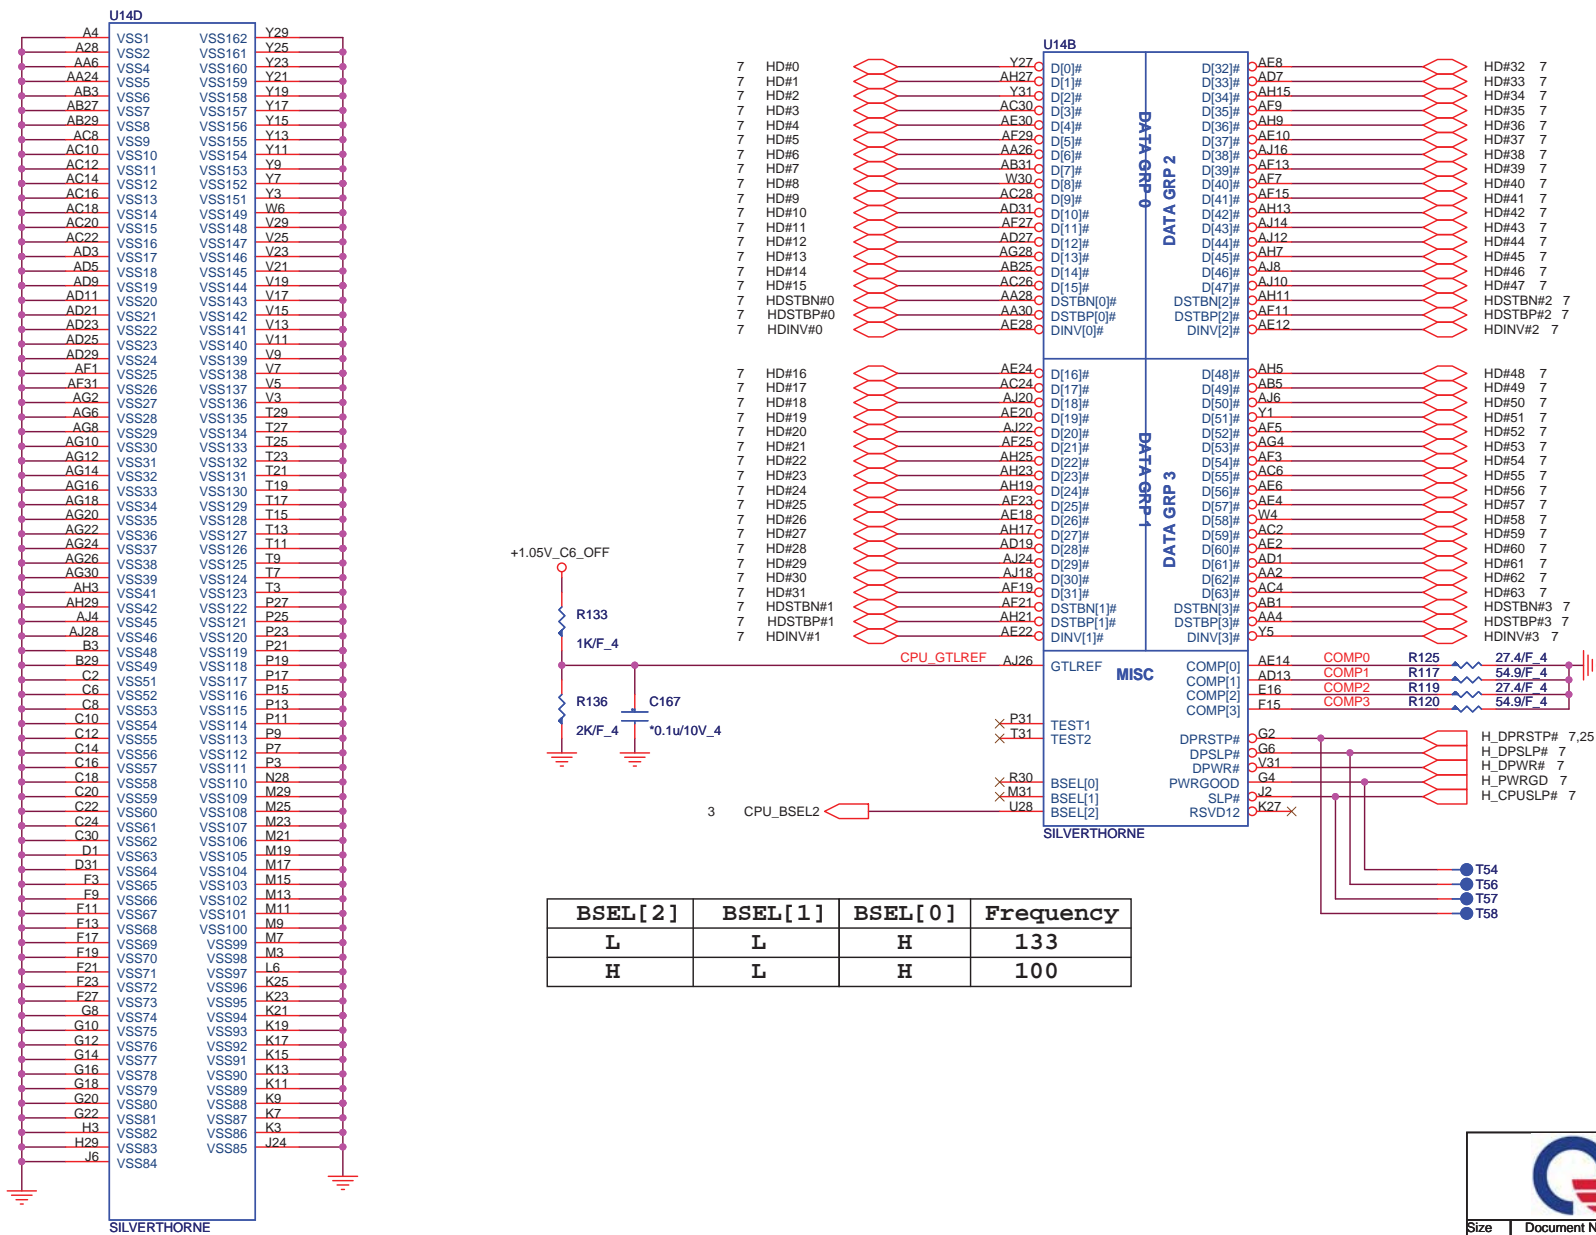 U14D
A4 VSS1 VSS162 Y29
A28 VSS2 VSS161 Y25
AA6 VSS4 VSS160 Y23
AA24 VSS5 VSS159 Y21
AB3 VSS6 VSS158 Y19
AB27 VSS7 VSS157 Y17
AB29 VSS8 VSS156 Y15
AC8 VSS9 VSS155 Y13
AC10 VSS10 VSS154 Y11
AC12 VSS11 VSS153 Y9
AC14 VSS12 VSS152 Y7
AC16 VSS13 VSS151 Y3
AC18 VSS14 VSS149 W6
AC20 VSS15 VSS148 V29
AC22 VSS16 VSS147 V25
AD3 VSS17 VSS146 V23
AD5 VSS18 VSS145 V21
AD9 VSS19 VSS144 V19
AD11 VSS20 VSS143 V17
AD21 VSS21 VSS142 V15
AD23 VSS22 VSS141 V13
AD25 VSS23 VSS140 V11
AD29 VSS24 VSS139 V9
AF1 VSS25 VSS138 V7
AF31 VSS26 VSS137 V5
AG2 VSS27 VSS136 V3
AG6 VSS28 VSS135 T29
AG8 VSS29 VSS134 T27
AG10 VSS30 VSS133 T25
AG12 VSS31 VSS132 T23
AG14 VSS32 VSS131 T21
AG16 VSS33 VSS130 T19
AG18 VSS34 VSS129 T17
AG20 VSS35 VSS128 T15
AG22 VSS36 VSS127 T13
AG24 VSS37 VSS126 T11
AG26 VSS38 VSS125 T9
AG30 VSS39 VSS124 T7
AH3 VSS41 VSS123 T3
AH29 VSS42 VSS122 P27
AJ4 VSS45 VSS121 P25
AJ28 VSS46 VSS120 P23
B3 VSS48 VSS119 P21
B29 VSS49 VSS118 P19
C2 VSS51 VSS117 P17
C6 VSS52 VSS116 P15
C8 VSS53 VSS115 P13
C10 VSS54 VSS114 P11
C12 VSS55 VSS113 P9
C14 VSS56 VSS112 P7
C16 VSS57 VSS111 P3
C18 VSS58 VSS110 N28
C20 VSS59 VSS109 M29
C22 VSS60 VSS108 M25
C24 VSS61 VSS107 M23
C30 VSS62 VSS106 M21
D1 VSS63 VSS105 M19
D31 VSS64 VSS104 M17
F3 VSS65 VSS103 M15
F9 VSS66 VSS102 M13
F11 VSS67 VSS101 M11
F13 VSS68 VSS100 M9
F17 VSS69 VSS99 M7
F19 VSS70 VSS98 M3
F21 VSS71 VSS97 L6
F23 VSS72 VSS96 K25
F27 VSS73 VSS95 K23
G8 VSS74 VSS94 K21
G10 VSS75 VSS93 K19
G12 VSS76 VSS92 K17
G14 VSS77 VSS91 K15
G16 VSS78 VSS90 K13
G18 VSS79 VSS89 K11
G20 VSS80 VSS88 K9
G22 VSS81 VSS87 K7
H3 VSS82 VSS86 K3
H29 VSS83 VSS85 J24
J6 VSS84
SILVERTHORNE
U14B
7 HD#0 Y27 D[0]# D[32]# AE8 HD#32 7
7 HD#1 AH27 D[1]# D[33]# AD7 HD#33 7
7 HD#2 Y31 D[2]# D[34]# AH15 HD#34 7
7 HD#3 AC30 D[3]# D[35]# AF9 HD#35 7
7 HD#4 AE30 D[4]# D[36]# AH9 HD#36 7
7 HD#5 AF29 D[5]# D[37]# AE10 HD#37 7
7 HD#6 AA26 D[6]# D[38]# AJ16 HD#38 7
7 HD#7 AB31 D[7]# D[39]# AF13 HD#39 7
7 HD#8 W30 D[8]# D[40]# AF7 HD#40 7
7 HD#9 AC28 D[9]# D[41]# AF15 HD#41 7
7 HD#10 AD31 D[10]# D[42]# AH13 HD#42 7
7 HD#11 AF27 D[11]# D[43]# AJ14 HD#43 7
7 HD#12 AD27 D[12]# D[44]# AJ12 HD#44 7
7 HD#13 AG28 D[13]# D[45]# AH7 HD#45 7
7 HD#14 AB25 D[14]# D[46]# AJ8 HD#46 7
7 HD#15 AC26 D[15]# D[47]# AJ10 HD#47 7
7 HDSTBN#0 AA28 DSTBN[0]# DSTBN[2]# AH11 HDSTBN#2 7
7 HDSTBP#0 AA30 DSTBP[0]# DSTBP[2]# AF11 HDSTBP#2 7
7 HDINV#0 AE28 DINV[0]# DINV[2]# AE12 HDINV#2 7
DATA GRP 0
DATA GRP 2
7 HD#16 AE24 D[16]# D[48]# AH5 HD#48 7
7 HD#17 AC24 D[17]# D[49]# AB5 HD#49 7
7 HD#18 AJ20 D[18]# D[50]# AJ6 HD#50 7
7 HD#19 AE20 D[19]# D[51]# Y1 HD#51 7
7 HD#20 AJ22 D[20]# D[52]# AF5 HD#52 7
7 HD#21 AF25 D[21]# D[53]# AG4 HD#53 7
7 HD#22 AH25 D[22]# D[54]# AF3 HD#54 7
7 HD#23 AH23 D[23]# D[55]# AC6 HD#55 7
7 HD#24 AH19 D[24]# D[56]# AE6 HD#56 7
7 HD#25 AF23 D[25]# D[57]# AE4 HD#57 7
7 HD#26 AE18 D[26]# D[58]# W4 HD#58 7
7 HD#27 AH17 D[27]# D[59]# AC2 HD#59 7
7 HD#28 AD19 D[28]# D[60]# AE2 HD#60 7
7 HD#29 AJ24 D[29]# D[61]# AD1 HD#61 7
7 HD#30 AJ18 D[30]# D[62]# AA2 HD#62 7
7 HD#31 AF19 D[31]# D[63]# AC4 HD#63 7
7 HDSTBN#1 AF21 DSTBN[1]# DSTBN[3]# AB1 HDSTBN#3 7
7 HDSTBP#1 AH21 DSTBP[1]# DSTBP[3]# AA4 HDSTBP#3 7
7 HDINV#1 AE22 DINV[1]# DINV[3]# Y5 HDINV#3 7
DATA GRP 1
DATA GRP 3
+1.05V_C6_OFF
R133
1K/F_4
CPU_GTLREF AJ26 GTLREF MISC
R136
2K/F_4
C167
*0.1u/10V_4
COMP[0] AE14 COMP0 R125 27.4/F_4
COMP[1] AD13 COMP1 R117 54.9/F_4
COMP[2] E16 COMP2 R119 27.4/F_4
COMP[3] F15 COMP3 R120 54.9/F_4
P31 TEST1
T31 TEST2
DPRSTP# G2 H_DPRSTP# 7,25
DPSLP# G6 H_DPSLP# 7
DPWR# V31 H_DPWR# 7
R30 BSEL[0] PWRGOOD G4 H_PWRGD 7
M31 BSEL[1] SLP# J2 H_CPUSLP# 7
3 CPU_BSEL2 U28 BSEL[2] RSVD12 K27
SILVERTHORNE
T54
T56
T57
T58
BSEL[2] BSEL[1] BSEL[0] Frequency
L L H 133
H L H 100
Size Document N